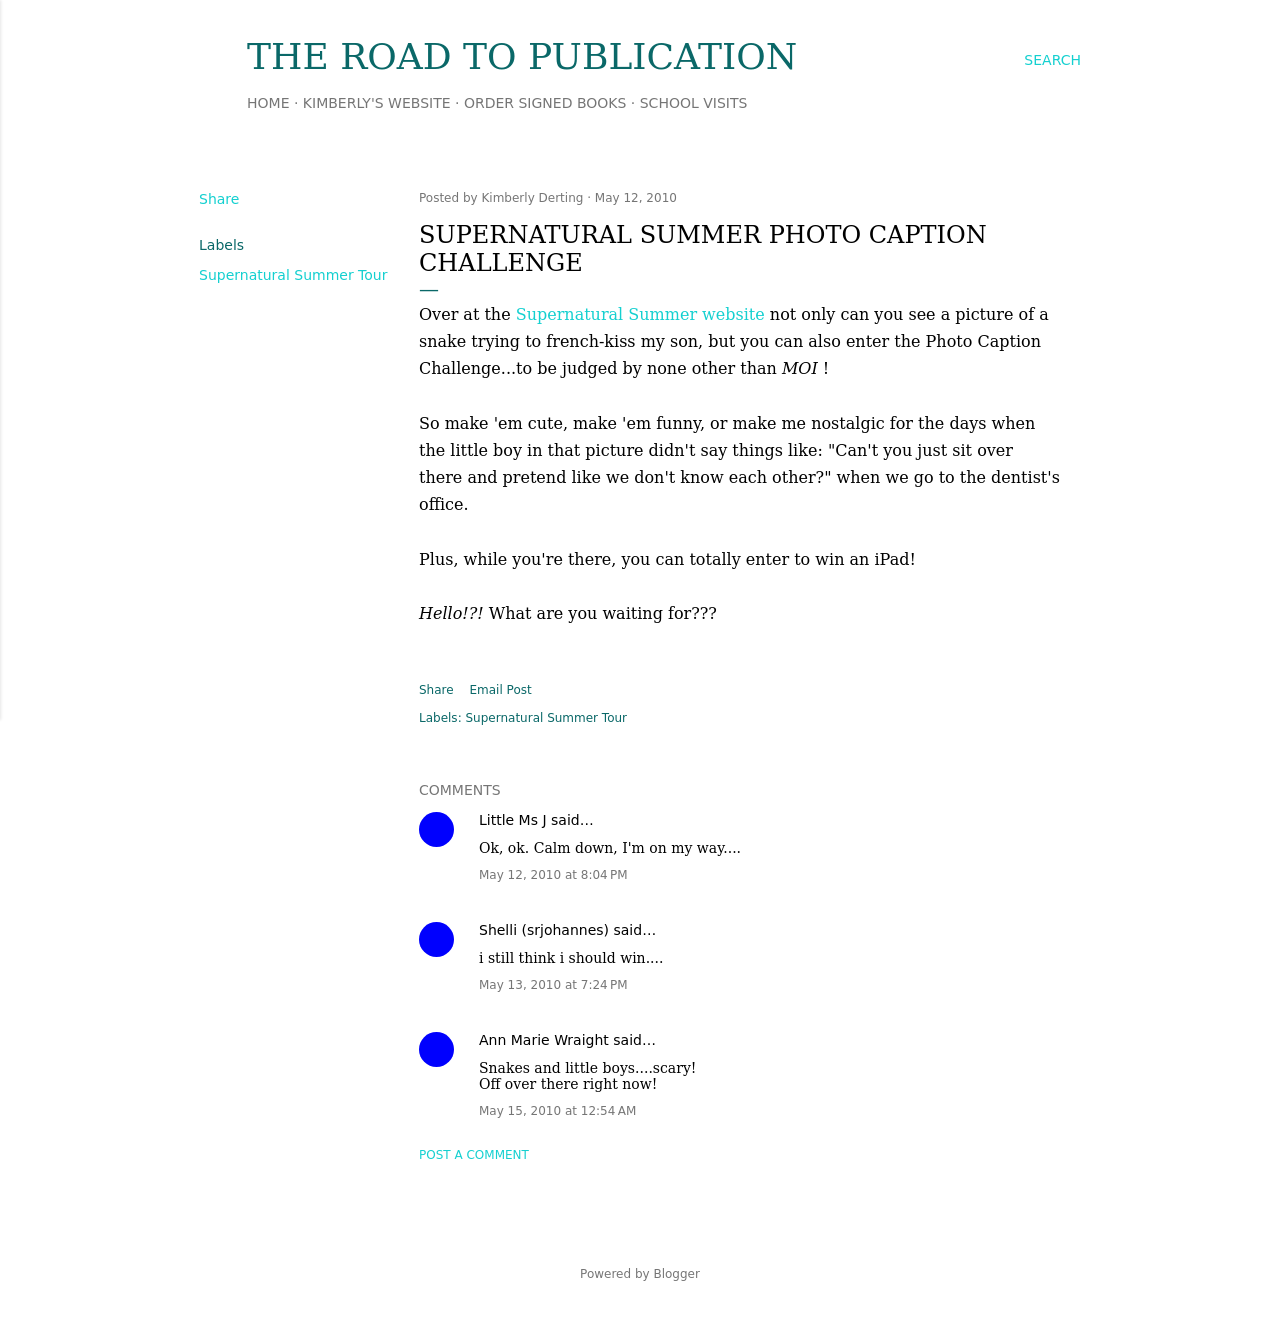 THE ROAD TO PUBLICATION
SEARCH
HOME · KIMBERLY'S WEBSITE · ORDER SIGNED BOOKS · SCHOOL VISITS
Share
Labels
Supernatural Summer Tour
Posted by Kimberly Derting · May 12, 2010
SUPERNATURAL SUMMER PHOTO CAPTION
CHALLENGE
Over at the Supernatural Summer website not only can you see a picture of a
snake trying to french-kiss my son, but you can also enter the Photo Caption
Challenge...to be judged by none other than MOI !
So make 'em cute, make 'em funny, or make me nostalgic for the days when
the little boy in that picture didn't say things like: "Can't you just sit over
there and pretend like we don't know each other?" when we go to the dentist's
office.
Plus, while you're there, you can totally enter to win an iPad!
Hello!?! What are you waiting for???
Share Email Post
Labels: Supernatural Summer Tour
COMMENTS
Little Ms J said…
Ok, ok. Calm down, I'm on my way....
May 12, 2010 at 8:04 PM
Shelli (srjohannes) said…
i still think i should win....
May 13, 2010 at 7:24 PM
Ann Marie Wraight said…
Snakes and little boys....scary!
Off over there right now!
May 15, 2010 at 12:54 AM
POST A COMMENT
Powered by Blogger